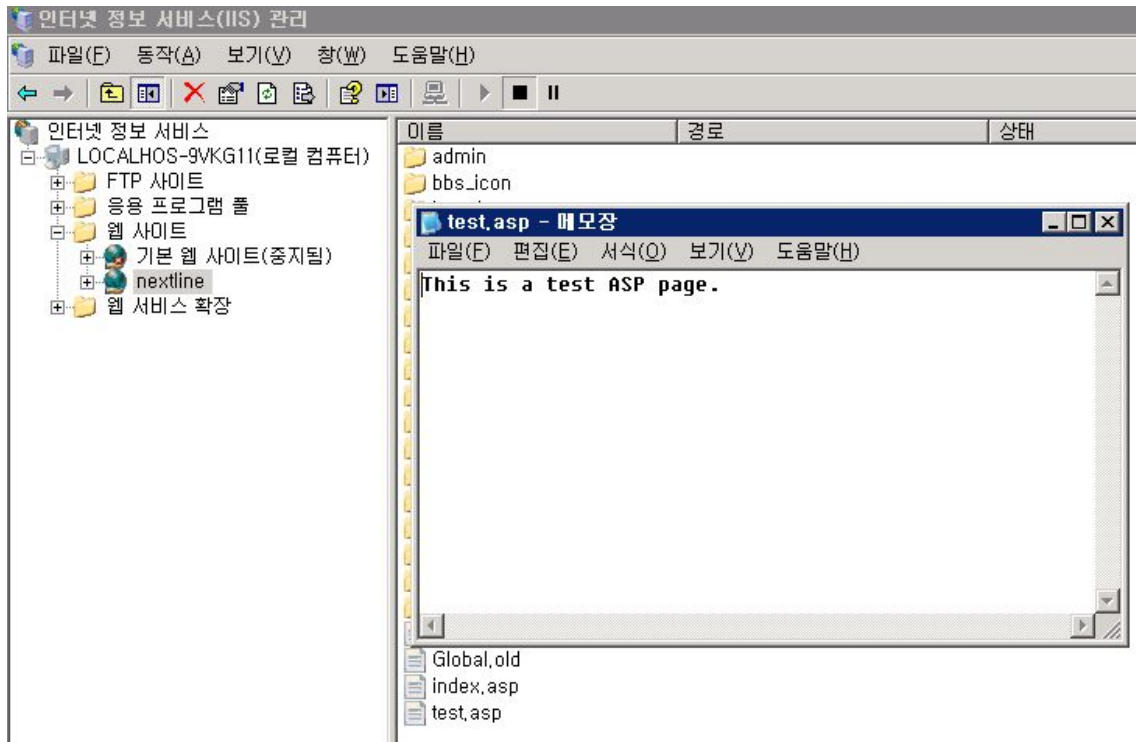 인터넷 정보 서비스(IIS) 관리
파일(F) 동작(A) 보기(V) 창(W) 도움말(H)
인터넷 정보 서비스
LOCALHOS-9VKG11(로컬 컴퓨터)
FTP 사이트
응용 프로그램 풀
웹 사이트
기본 웹 사이트(중지됨)
nextline
웹 서비스 확장
이름 경로 상태
admin
bbs_icon
test.asp - 메모장
파일(F) 편집(E) 서식(O) 보기(V) 도움말(H)
This is a test ASP page.
Global.old
index.asp
test.asp